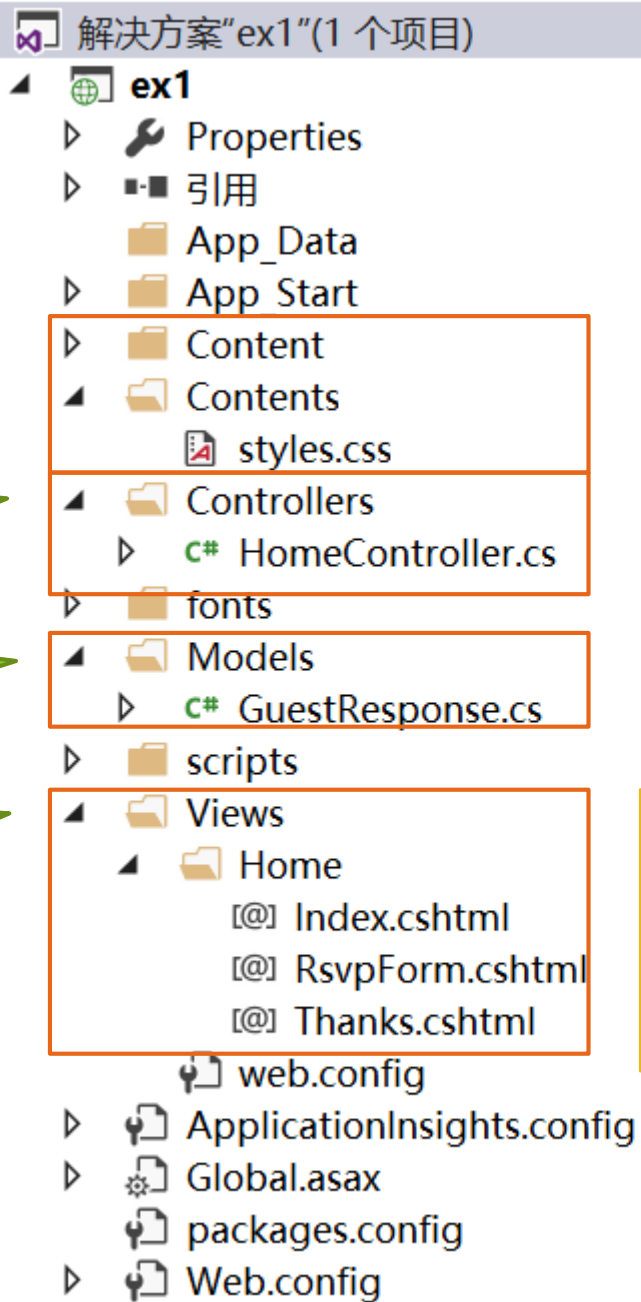 解决方案“ex1”(1 个项目)
ex1
Properties
引用
App_Data
App_Start
Content
Contents
styles.css
Controllers
C# HomeController.cs
fonts
Models
C# GuestResponse.cs
scripts
Views
Home
[@] Index.cshtml
[@] RsvpForm.cshtml
[@] Thanks.cshtml
web.config
ApplicationInsights.config
Global.asax
packages.config
Web.config